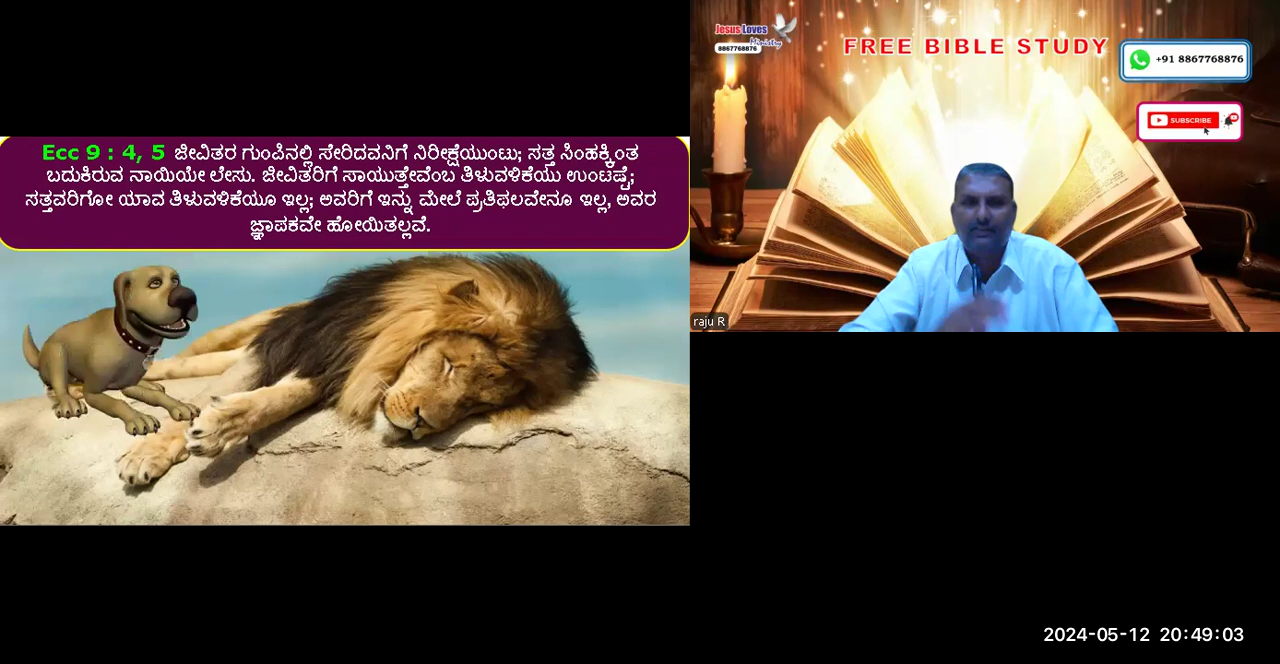 Ecc 9 : 4, 5 ಜೀವಿತರ ಗುಂಪಿನಲ್ಲಿ ಸೇರಿದವನಿಗೆ ನಿರೀಕ್ಷೆಯುಂಟು; ಸತ್ತ ಸಿಂಹಕ್ಕಿಂತ
ಬದುಕಿರುವ ನಾಯಿಯೇ ಲೇಸು. ಜೀವಿತರಿಗೆ ಸಾಯುತ್ತೇವೆಂಬ ತಿಳುವಳಿಕೆಯು ಉಂಟಷ್ಟೆ;
ಸತ್ತವರಿಗೋ ಯಾವ ತಿಳುವಳಿಕೆಯೂ ಇಲ್ಲ; ಅವರಿಗೆ ಇನ್ನು ಮೇಲೆ ಪ್ರತಿಫಲವೇನೂ ಇಲ್ಲ, ಅವರ
ಜ್ಞಾಪಕವೇ ಹೋಯಿತಲ್ಲವೆ.
Jesus Loves
Ministry
8867768876
FREE BIBLE STUDY
+91 8867768876
SUBSCRIBE
raju R
2024-05-12 20:49:03